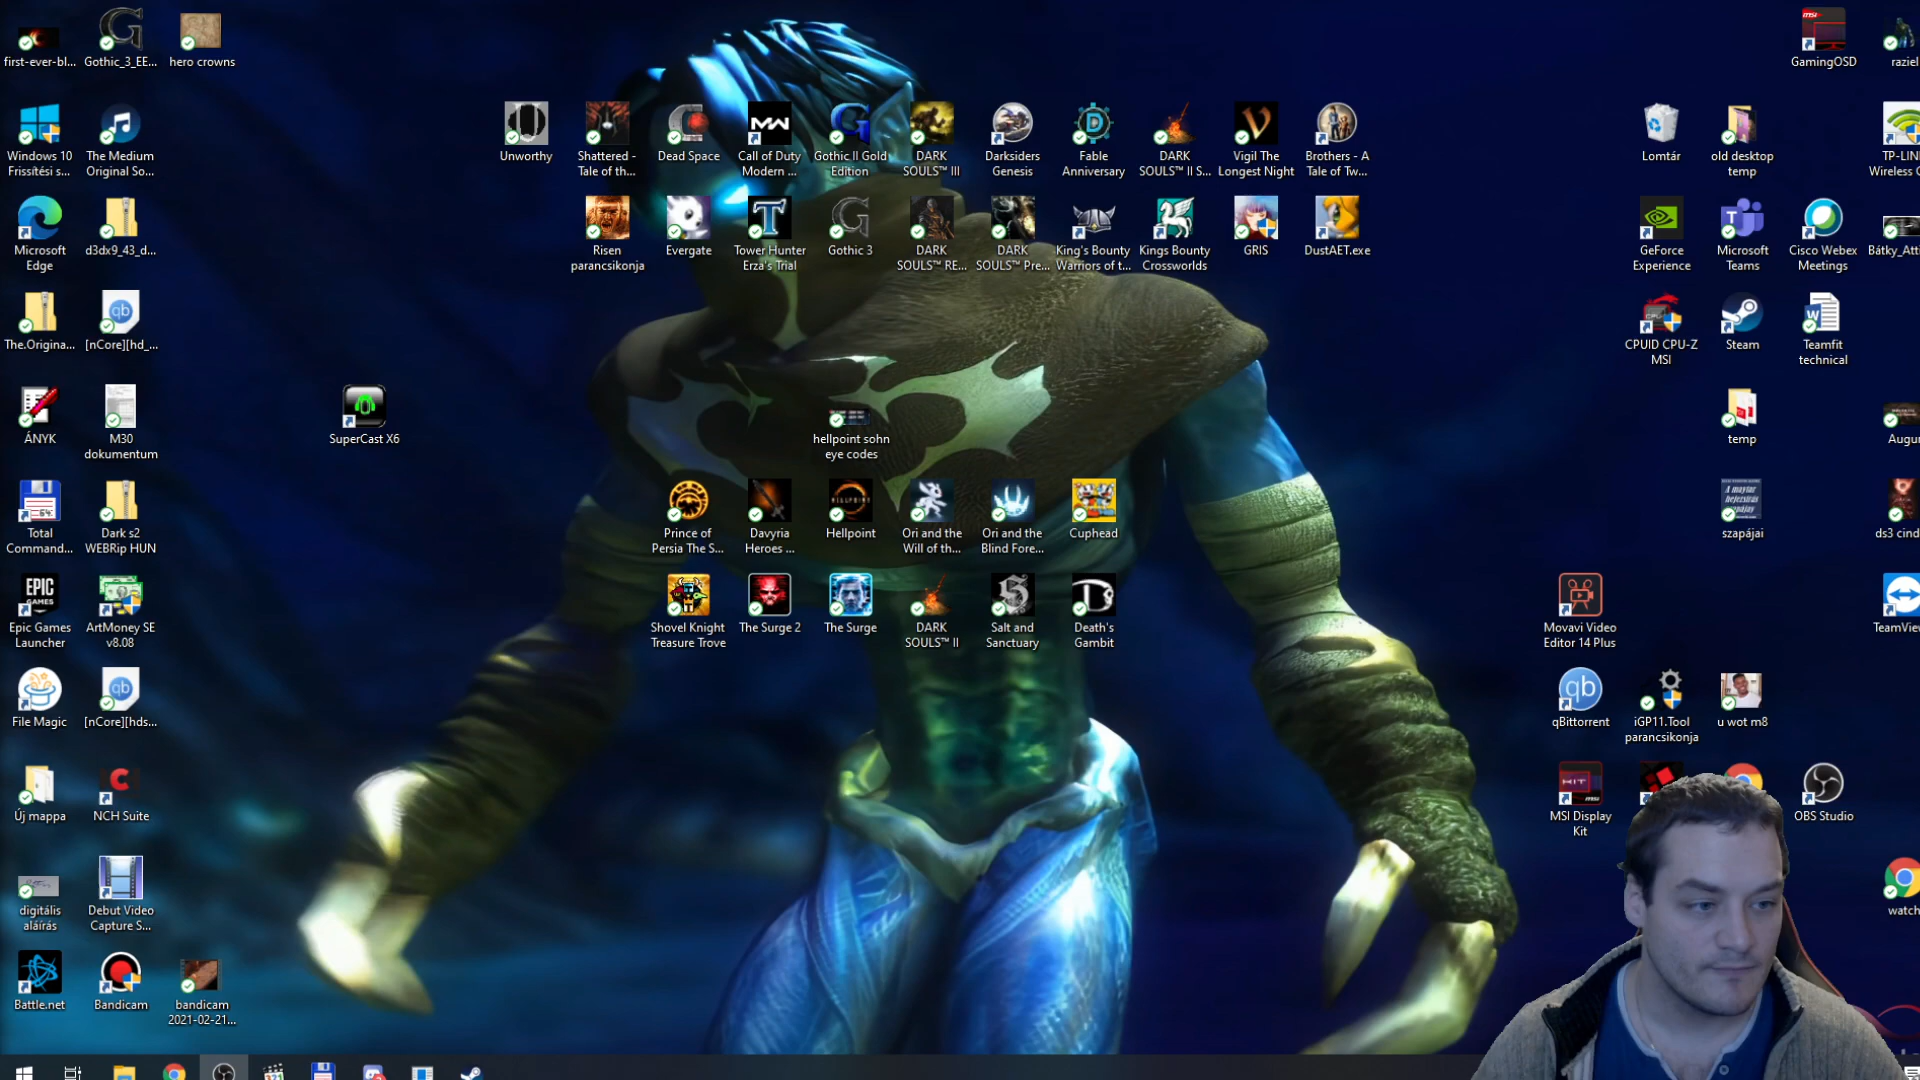 first-ever-bl...
Gothic_3_EE...
hero crowns
GamingOSD
raziel
Windows 10
Frissítési s...
The Medium
Original So...
Unworthy
Shattered -
Tale of th...
Dead Space
Call of Duty
Modern ...
Gothic II Gold
Edition
DARK
SOULS™ III
Darksiders
Genesis
Fable
Anniversary
DARK
SOULS™ II S...
Vigil The
Longest Night
Brothers - A
Tale of Tw...
Lomtár
old desktop
temp
TP-LIN
Wireless C
Microsoft
Edge
d3dx9_43_d...
Risen
parancsikonja
Evergate
Tower Hunter
Erza's Trial
Gothic 3
DARK
SOULS™ RE...
DARK
SOULS™ Pre...
King's Bounty
Warriors of t...
Kings Bounty
Crossworlds
GRIS
DustAET.exe
GeForce
Experience
Microsoft
Teams
Cisco Webex
Meetings
Bátky_Atti
The.Origina...
[nCore][hd_...
CPUID CPU-Z
MSI
Steam
Teamfit
technical
ÁNYK
M30
dokumentum
SuperCast X6
hellpoint sohn
eye codes
temp
Augu
Total
Command...
Dark s2
WEBRip HUN
Prince of
Persia The S...
Davyria
Heroes ...
Hellpoint
Ori and the
Will of th...
Ori and the
Blind Fore...
Cuphead
szapájai
ds3 cind
Epic Games
Launcher
ArtMoney SE
v8.08
Shovel Knight
Treasure Trove
The Surge 2
The Surge
DARK
SOULS™ II
Salt and
Sanctuary
Death's
Gambit
Movavi Video
Editor 14 Plus
TeamView
File Magic
[nCore][hds...
qBittorrent
iGP11.Tool
parancsikonja
u wot m8
Új mappa
NCH Suite
MSI Display
Kit
OBS Studio
digitális
aláírás
Debut Video
Capture S...
watch
Battle.net
Bandicam
bandicam
2021-02-21...